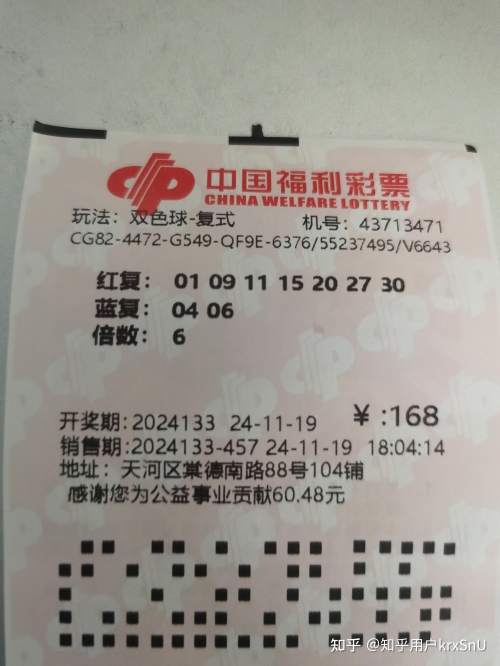 中国福利彩票
CHINA WELFARE LOTTERY
玩法：双色球-复式 机号：43713471
CG82-4472-G549-QF9E-6376/55237495/V6643
红复：01 09 11 15 20 27 30
蓝复：04 06
倍数：6
开奖期:2024133 24-11-19 ￥:168
销售期:2024133-457 24-11-19 18:04:14
地址：天河区棠德南路88号104铺
感谢您为公益事业贡献60.48元
知乎 @知乎用户krxSnU